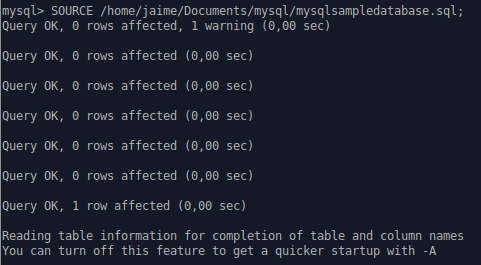 mysql> SOURCE /home/jaime/Documents/mysql/mysqlsampledatabase.sql;
Query OK, 0 rows affected, 1 warning (0,00 sec)
Query OK, 0 rows affected (0,00 sec)
Query OK, 0 rows affected (0,00 sec)
Query OK, 0 rows affected (0,00 sec)
Query OK, 0 rows affected (0,00 sec)
Query OK, 0 rows affected (0,00 sec)
Query OK, 1 row affected (0,00 sec)
Reading table information for completion of table and column names
You can turn off this feature to get a quicker startup with -A